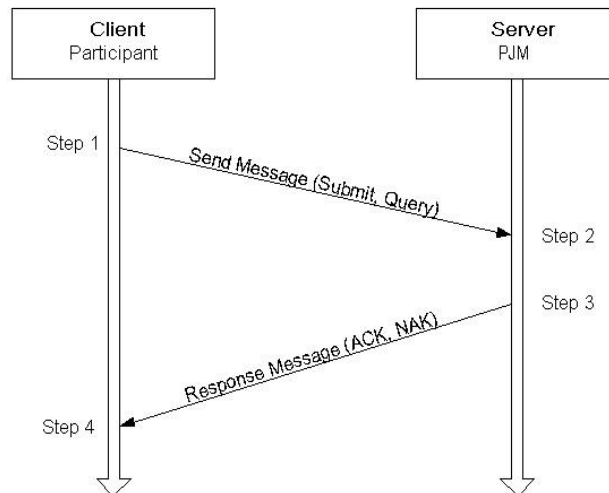 Client
Participant
Server
PJM
Step 1
Send Message (Submit, Query)
Step 2
Step 3
Response Message (ACK, NAK)
Step 4